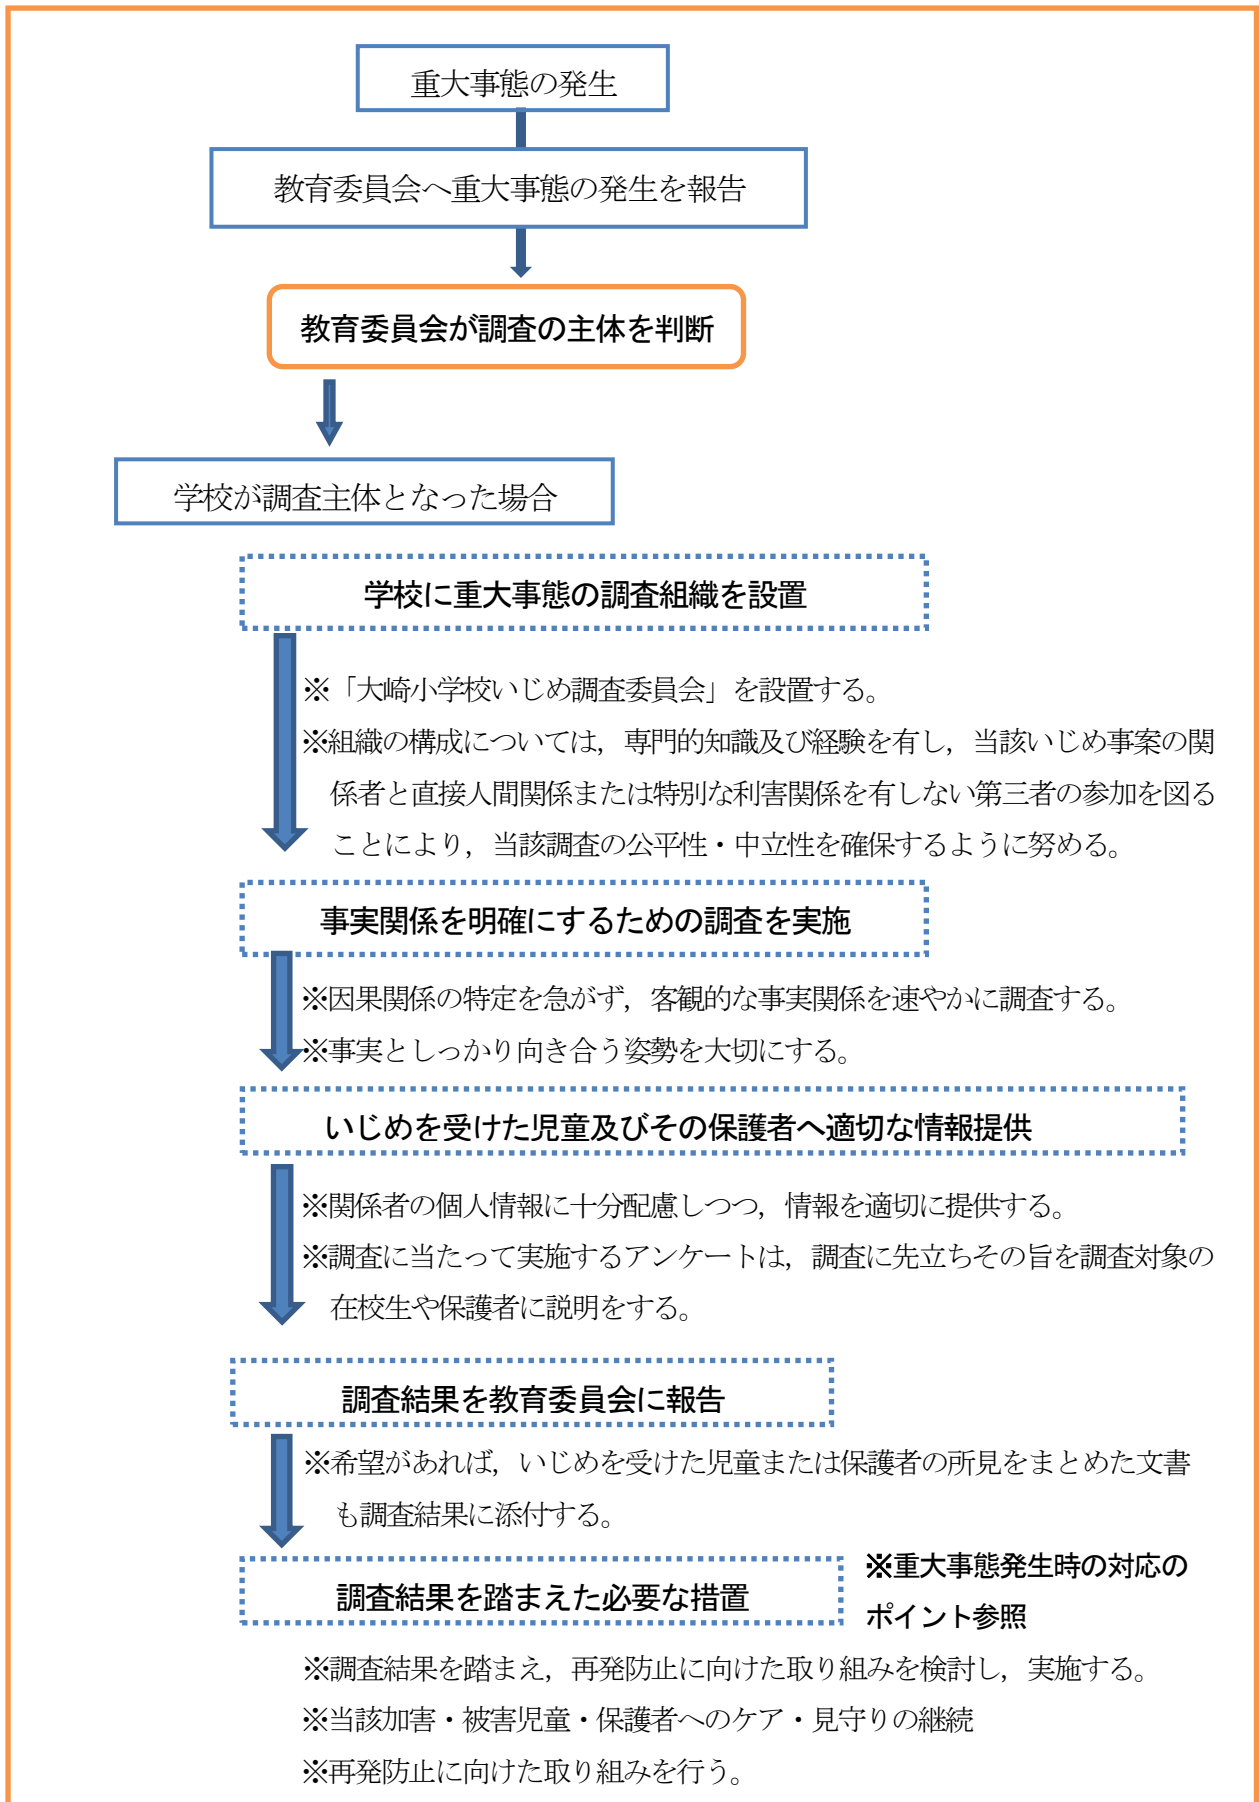 重大事態の発生
教育委員会へ重大事態の発生を報告
教育委員会が調査の主体を判断
学校が調査主体となった場合
学校に重大事態の調査組織を設置
※「大崎小学校いじめ調査委員会」を設置する。
※組織の構成については，専門的知識及び経験を有し，当該いじめ事案の関
係者と直接人間関係または特別な利害関係を有しない第三者の参加を図る
ことにより，当該調査の公平性・中立性を確保するように努める。
事実関係を明確にするための調査を実施
※因果関係の特定を急がず，客観的な事実関係を速やかに調査する。
※事実としっかり向き合う姿勢を大切にする。
いじめを受けた児童及びその保護者へ適切な情報提供
※関係者の個人情報に十分配慮しつつ，情報を適切に提供する。
※調査に当たって実施するアンケートは，調査に先立ちその旨を調査対象の
在校生や保護者に説明をする。
調査結果を教育委員会に報告
※希望があれば，いじめを受けた児童または保護者の所見をまとめた文書
も調査結果に添付する。
調査結果を踏まえた必要な措置
※重大事態発生時の対応の
ポイント参照
※調査結果を踏まえ，再発防止に向けた取り組みを検討し，実施する。
※当該加害・被害児童・保護者へのケア・見守りの継続
※再発防止に向けた取り組みを行う。